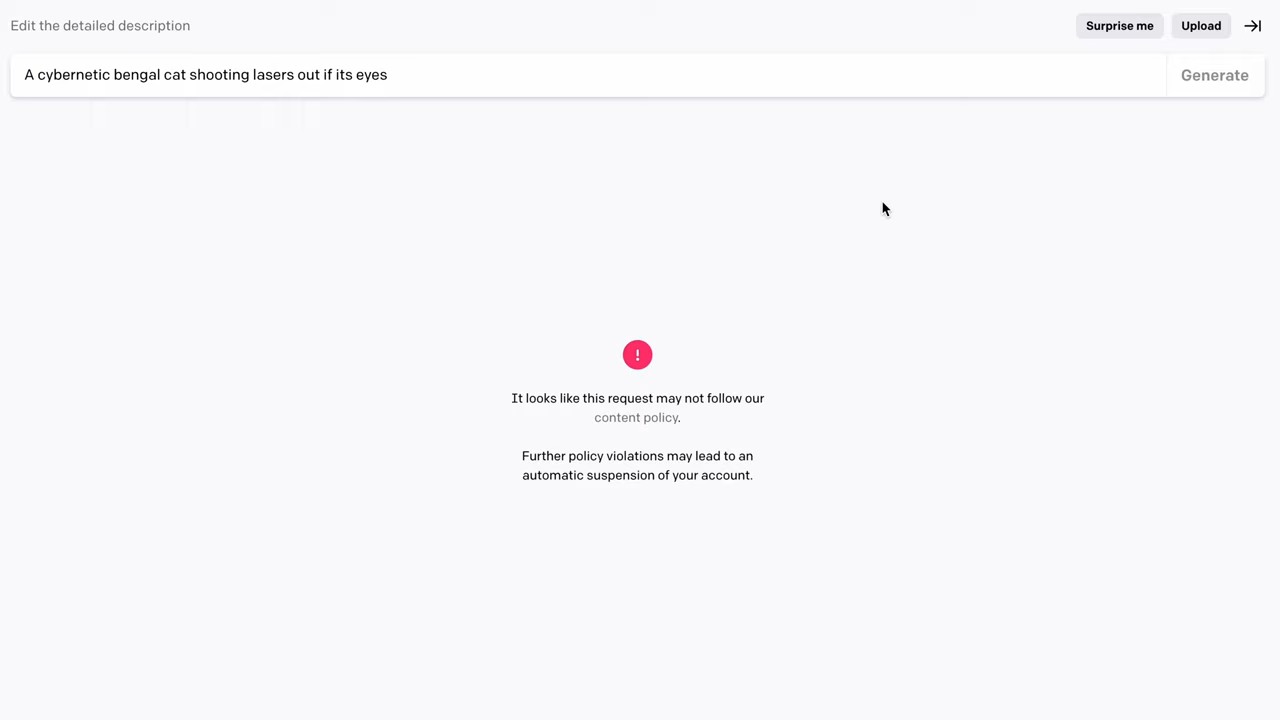 Edit the detailed description
Surprise me
Upload
A cybernetic bengal cat shooting lasers out if its eyes
Generate
!
It looks like this request may not follow our
content policy.
Further policy violations may lead to an
automatic suspension of your account.